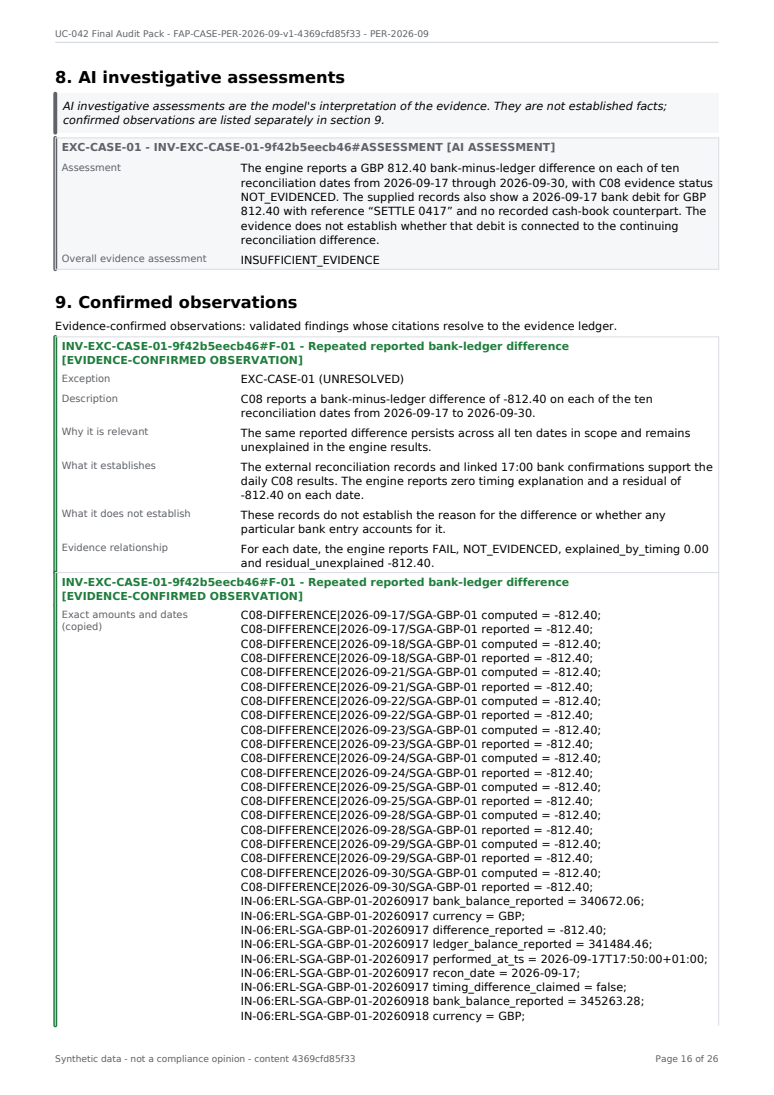 UC-042 Final Audit Pack - FAP-CASE-PER-2026-09-v1-4369cfd85f33 - PER-2026-09
8. AI investigative assessments
AI investigative assessments are the model's interpretation of the evidence. They are not established facts;
confirmed observations are listed separately in section 9.
EXC-CASE-01 - INV-EXC-CASE-01-9f42b5eecb46#ASSESSMENT [AI ASSESSMENT]
Assessment
The engine reports a GBP 812.40 bank-minus-ledger difference on each of ten
reconciliation dates from 2026-09-17 through 2026-09-30, with C08 evidence status
NOT_EVIDENCED. The supplied records also show a 2026-09-17 bank debit for GBP
812.40 with reference “SETTLE 0417” and no recorded cash-book counterpart. The
evidence does not establish whether that debit is connected to the continuing
reconciliation difference.
Overall evidence assessment
INSUFFICIENT_EVIDENCE
9. Confirmed observations
Evidence-confirmed observations: validated findings whose citations resolve to the evidence ledger.
INV-EXC-CASE-01-9f42b5eecb46#F-01 - Repeated reported bank-ledger difference
[EVIDENCE-CONFIRMED OBSERVATION]
Exception
EXC-CASE-01 (UNRESOLVED)
Description
C08 reports a bank-minus-ledger difference of -812.40 on each of the ten
reconciliation dates from 2026-09-17 to 2026-09-30.
Why it is relevant
The same reported difference persists across all ten dates in scope and remains
unexplained in the engine results.
What it establishes
The external reconciliation records and linked 17:00 bank confirmations support the
daily C08 results. The engine reports zero timing explanation and a residual of
-812.40 on each date.
What it does not establish
These records do not establish the reason for the difference or whether any
particular bank entry accounts for it.
Evidence relationship
For each date, the engine reports FAIL, NOT_EVIDENCED, explained_by_timing 0.00
and residual_unexplained -812.40.
INV-EXC-CASE-01-9f42b5eecb46#F-01 - Repeated reported bank-ledger difference
[EVIDENCE-CONFIRMED OBSERVATION]
Exact amounts and dates
(copied)
C08-DIFFERENCE|2026-09-17/SGA-GBP-01 computed = -812.40;
C08-DIFFERENCE|2026-09-17/SGA-GBP-01 reported = -812.40;
C08-DIFFERENCE|2026-09-18/SGA-GBP-01 computed = -812.40;
C08-DIFFERENCE|2026-09-18/SGA-GBP-01 reported = -812.40;
C08-DIFFERENCE|2026-09-21/SGA-GBP-01 computed = -812.40;
C08-DIFFERENCE|2026-09-21/SGA-GBP-01 reported = -812.40;
C08-DIFFERENCE|2026-09-22/SGA-GBP-01 computed = -812.40;
C08-DIFFERENCE|2026-09-22/SGA-GBP-01 reported = -812.40;
C08-DIFFERENCE|2026-09-23/SGA-GBP-01 computed = -812.40;
C08-DIFFERENCE|2026-09-23/SGA-GBP-01 reported = -812.40;
C08-DIFFERENCE|2026-09-24/SGA-GBP-01 computed = -812.40;
C08-DIFFERENCE|2026-09-24/SGA-GBP-01 reported = -812.40;
C08-DIFFERENCE|2026-09-25/SGA-GBP-01 computed = -812.40;
C08-DIFFERENCE|2026-09-25/SGA-GBP-01 reported = -812.40;
C08-DIFFERENCE|2026-09-28/SGA-GBP-01 computed = -812.40;
C08-DIFFERENCE|2026-09-28/SGA-GBP-01 reported = -812.40;
C08-DIFFERENCE|2026-09-29/SGA-GBP-01 computed = -812.40;
C08-DIFFERENCE|2026-09-29/SGA-GBP-01 reported = -812.40;
C08-DIFFERENCE|2026-09-30/SGA-GBP-01 computed = -812.40;
C08-DIFFERENCE|2026-09-30/SGA-GBP-01 reported = -812.40;
IN-06:ERL-SGA-GBP-01-20260917 bank_balance_reported = 340672.06;
IN-06:ERL-SGA-GBP-01-20260917 currency = GBP;
IN-06:ERL-SGA-GBP-01-20260917 difference_reported = -812.40;
IN-06:ERL-SGA-GBP-01-20260917 ledger_balance_reported = 341484.46;
IN-06:ERL-SGA-GBP-01-20260917 performed_at_ts = 2026-09-17T17:50:00+01:00;
IN-06:ERL-SGA-GBP-01-20260917 recon_date = 2026-09-17;
IN-06:ERL-SGA-GBP-01-20260917 timing_difference_claimed = false;
IN-06:ERL-SGA-GBP-01-20260918 bank_balance_reported = 345263.28;
IN-06:ERL-SGA-GBP-01-20260918 currency = GBP;
Synthetic data - not a compliance opinion - content 4369cfd85f33
Page 16 of 26